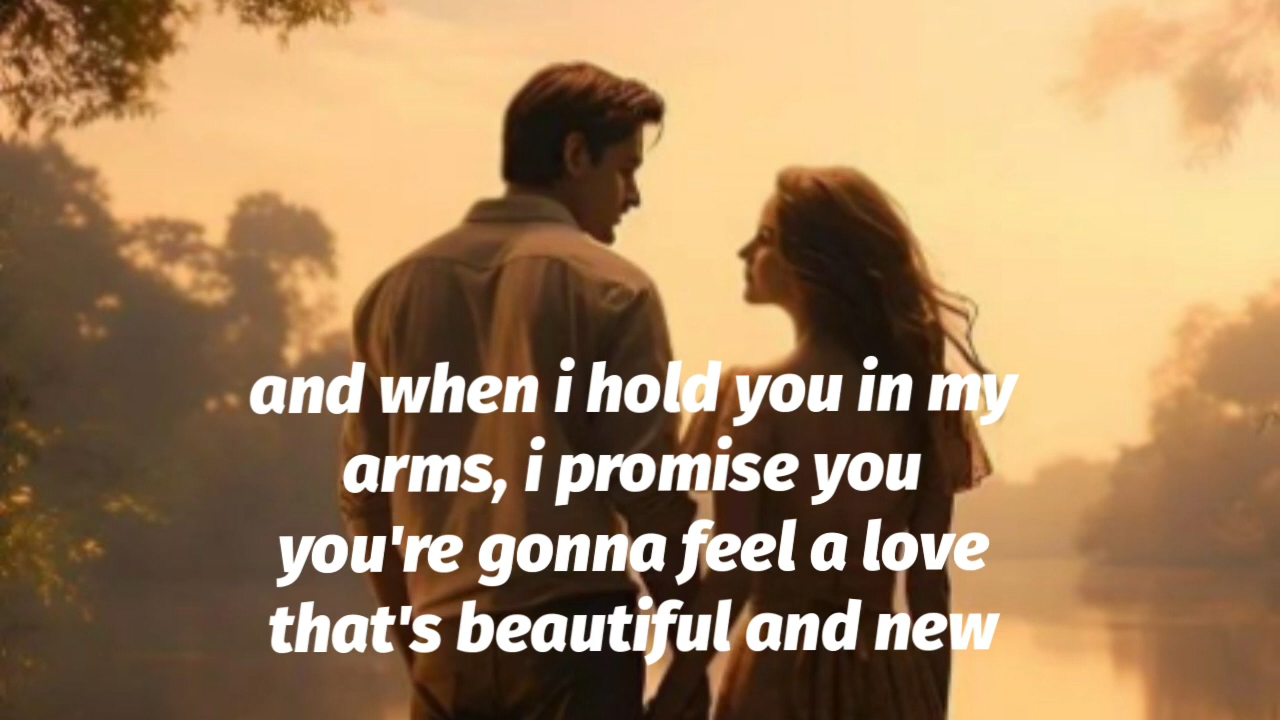 and when i hold you in my
arms, i promise you
you're gonna feel a love
that's beautiful and new